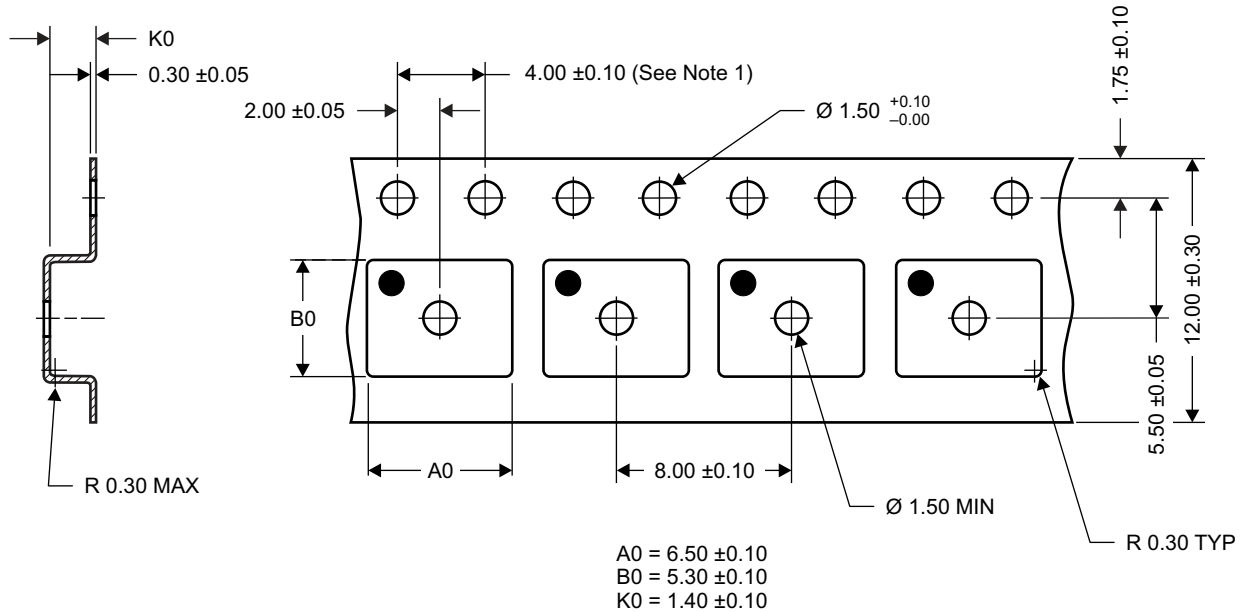 K0
0.30 ±0.05
4.00 ±0.10 (See Note 1)
2.00 ±0.05
Ø 1.50 +0.10 –0.00
1.75 ±0.10
B0
12.00 ±0.30
5.50 ±0.05
A0
8.00 ±0.10
R 0.30 MAX
Ø 1.50 MIN
R 0.30 TYP
A0 = 6.50 ±0.10
B0 = 5.30 ±0.10
K0 = 1.40 ±0.10